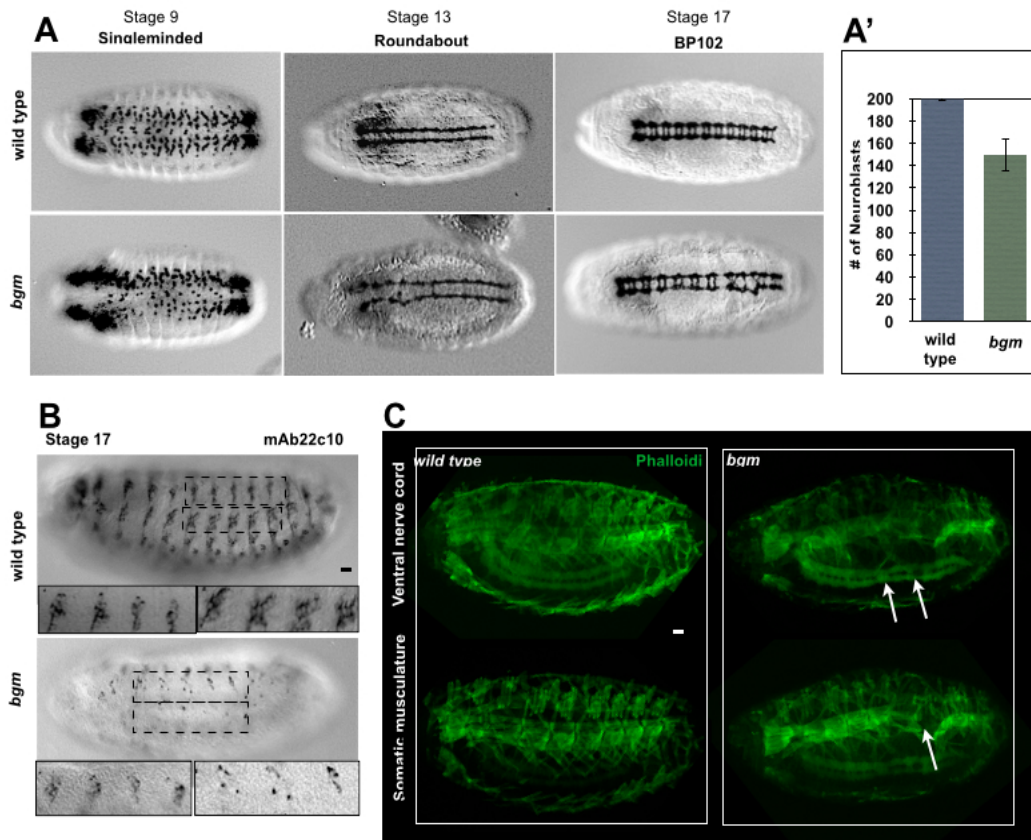 A
Stage 9
Singleminded
Stage 13
Roundabout
Stage 17
BP102
wild type
bgm
A'
# of Neuroblasts
200
180
160
140
120
100
80
60
40
20
0
wild type
bgm
B
Stage 17
mAb22c10
wild type
bgm
C
wild type
Phalloidi
bgm
Ventral nerve cord
Somatic musculature